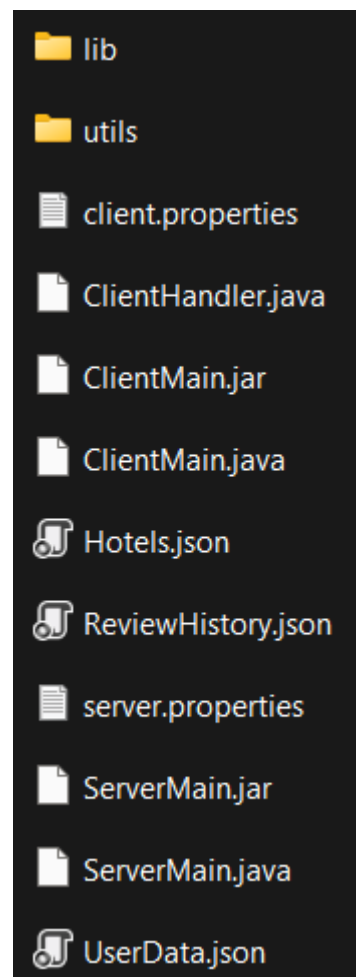 lib
utils
client.properties
ClientHandler.java
ClientMain.jar
ClientMain.java
Hotels.json
ReviewHistory.json
server.properties
ServerMain.jar
ServerMain.java
UserData.json